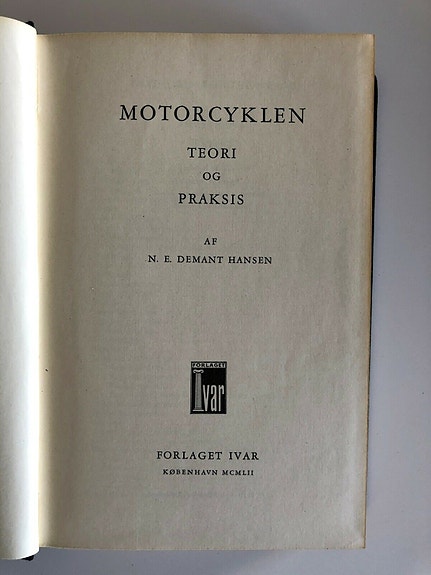 MOTORCYKLEN
TEORI
OG
PRAKSIS
AF
N. E. DEMANT HANSEN
FORLAGET
Ivar
FORLAGET IVAR
KØBENHAVN MCMLII